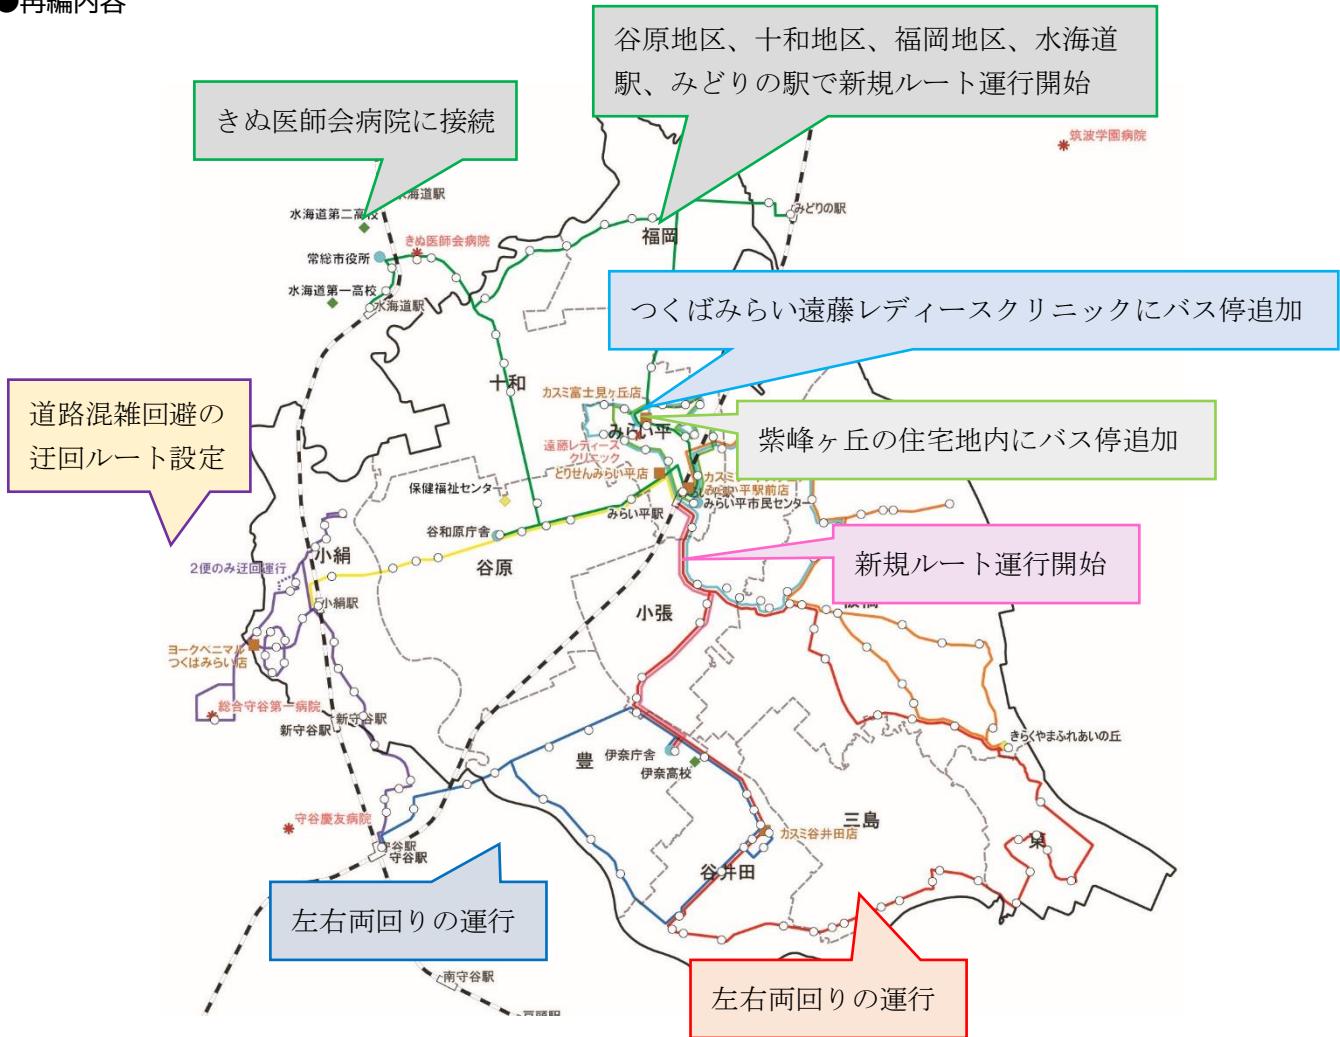 ●再編内容
谷原地区、十和地区、福岡地区、水海道
駅、みどりの駅で新規ルート運行開始
きぬ医師会病院に接続
筑波学園病院
水海道駅
水海道第二高校
みどりの駅
福岡
きぬ医師会病院
常総市役所
水海道第一高校
水海道駅
つくばみらい遠藤レディースクリニックにバス停追加
十和
カスミ富士見ヶ丘店
道路混雑回避の
迂回ルート設定
みらい平
紫峰ヶ丘の住宅地内にバス停追加
遠藤レディース
クリニック
とりせんみらい平店
カスミ
みらい平駅前店
保健福祉センター
みらい平市民センター
みらい平駅
谷和原庁舎
小絹
谷原
2便のみ迂回運行
新規ルート運行開始
小絹駅
小張
ヨークベニマル
つくばみらい店
総合守谷第一病院
新守谷駅
新守谷駅
きらくやまふれあいの丘
豊
伊奈庁舎
伊奈高校
守谷慶友病院
三島
カスミ谷井田店
東
守谷駅
守谷駅
谷井田
左右両回りの運行
南守谷駅
左右両回りの運行